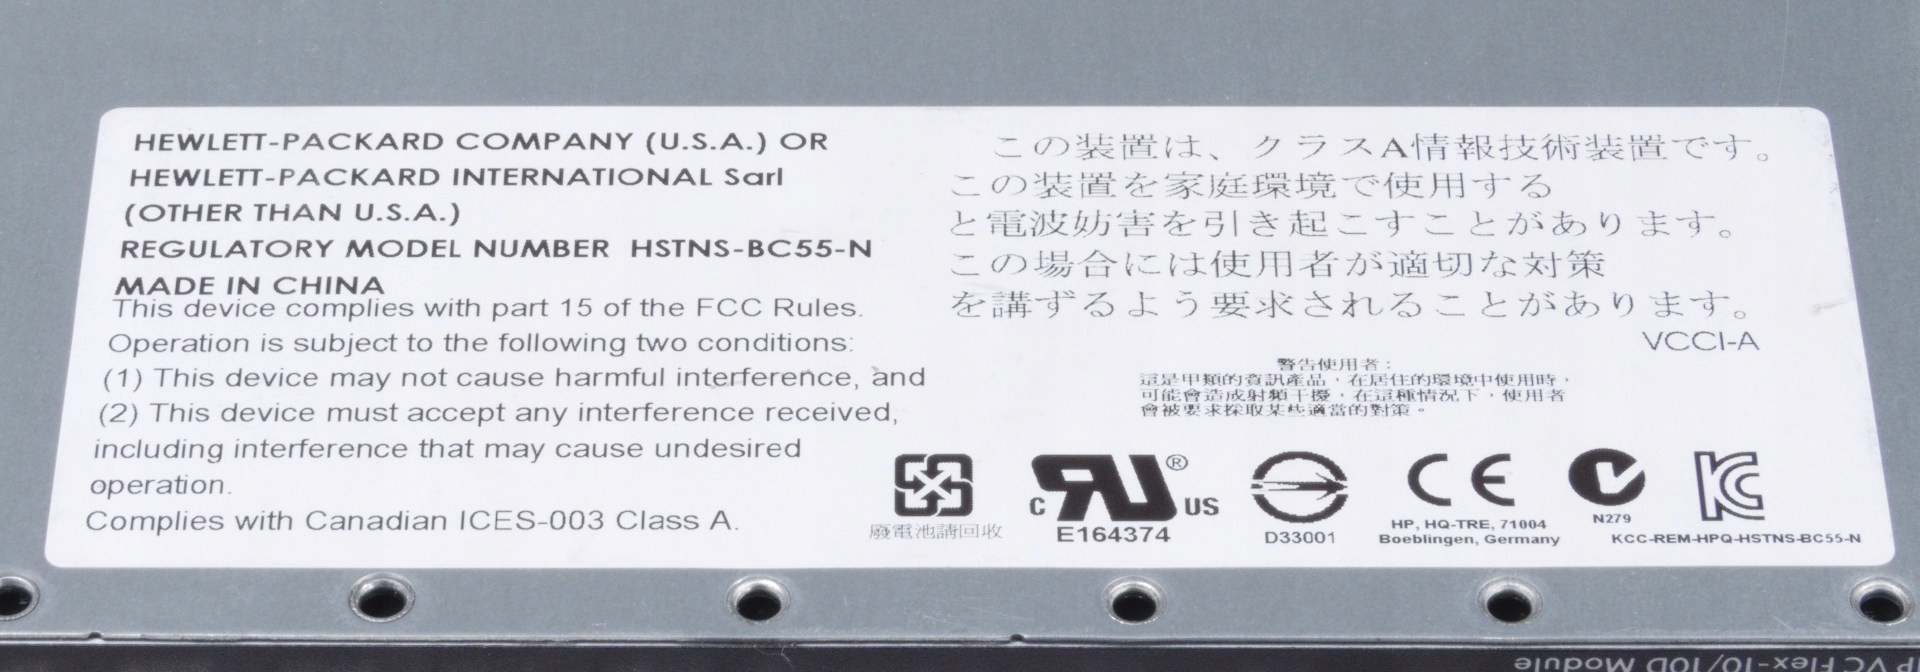 HEWLETT-PACKARD COMPANY (U.S.A.) OR
HEWLETT-PACKARD INTERNATIONAL Sarl
(OTHER THAN U.S.A.)
REGULATORY MODEL NUMBER HSTNS-BC55-N
MADE IN CHINA
This device complies with part 15 of the FCC Rules.
Operation is subject to the following two conditions:
(1) This device may not cause harmful interference, and
(2) This device must accept any interference received,
including interference that may cause undesired
operation.
Complies with Canadian ICES-003 Class A.
この装置は、クラスA情報技術装置です。
この装置を家庭環境で使用する
と電波妨害を引き起こすことがあります。
この場合には使用者が適切な対策
を講ずるよう要求されることがあります。
VCCI-A
警告使用者：
這是甲類的資訊產品，在居住的環境中使用時，
可能會造成射頻干擾，在這種情況下，使用者
會被要求採取某些適當的對策。
廢電池請回收
C RU ® US
E164374
D33001
CE
HP, HQ-TRE, 71004
Boeblingen, Germany
N279
KC
KCC-REM-HPQ-HSTNS-BC55-N
P VC Flex-10/10D Module